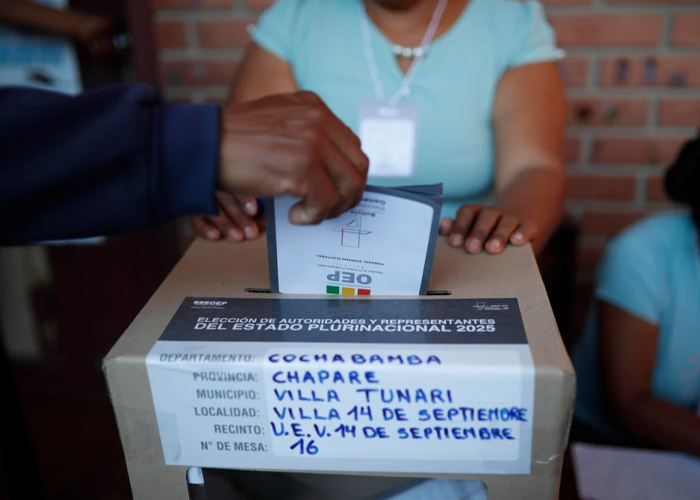 OEP
ELECCIÓN DE AUTORIDADES Y REPRESENTANTES
DEL ESTADO PLURINACIONAL 2025
DEPARTAMENTO: COCHABAMBA
PROVINCIA: CHAPARE
MUNICIPIO: VILLA TUNARI
LOCALIDAD: VILLA 14 DE SEPTIEMBRE
RECINTO: U.E.V. 14 DE SEPTIEMBRE
N° DE MESA: 16